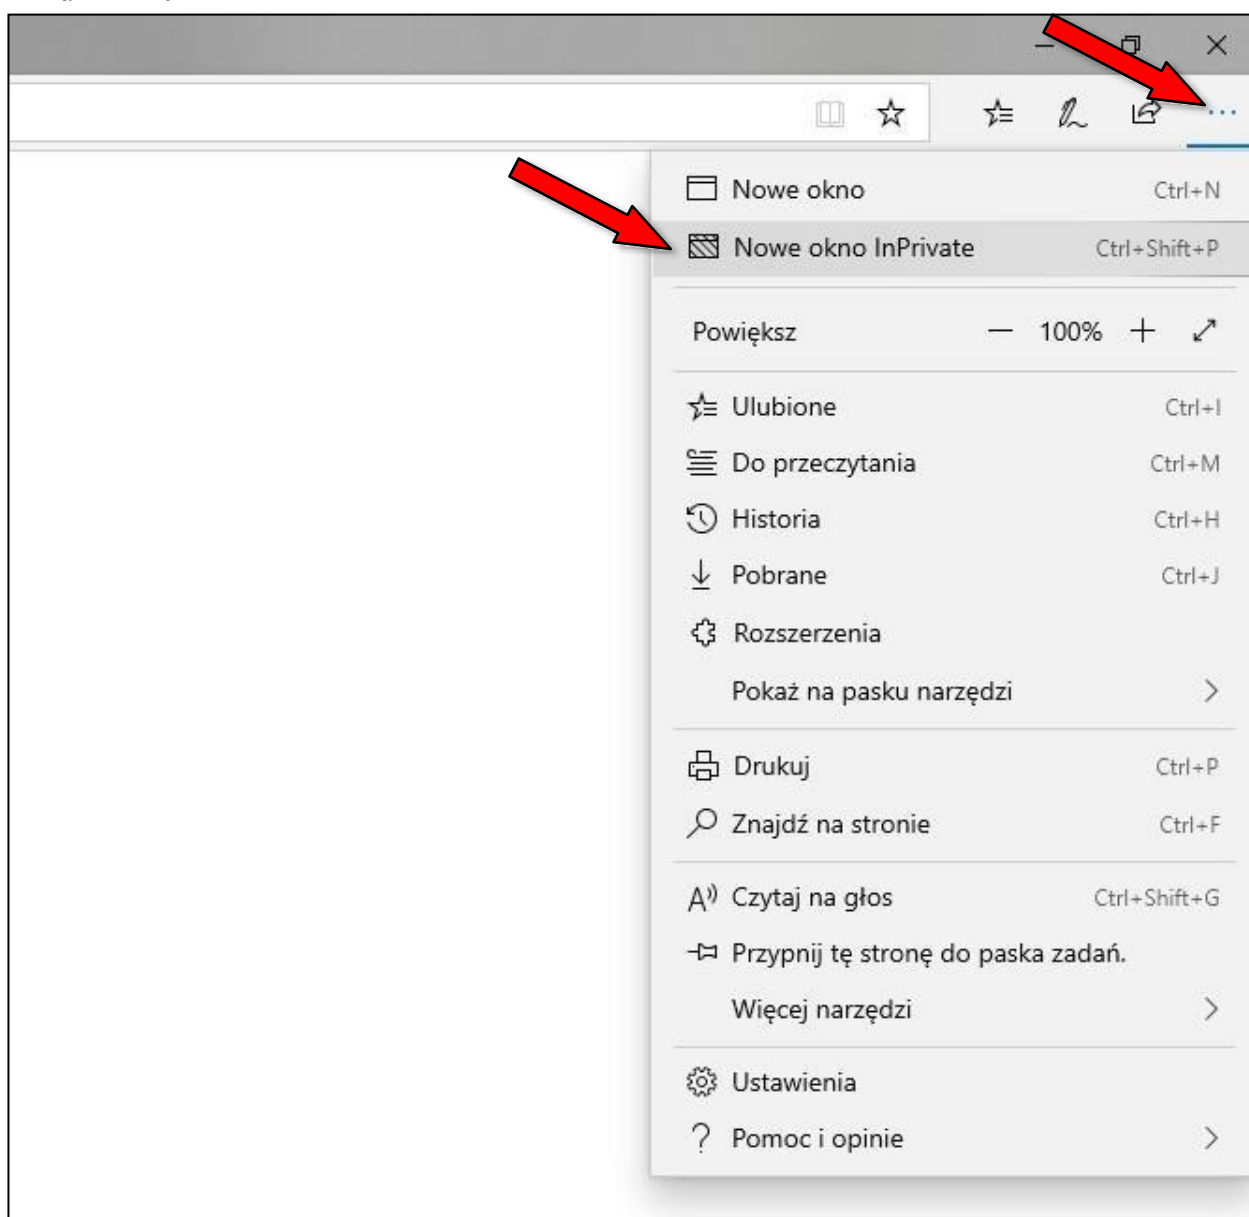 Nowe okno Ctrl+N
Nowe okno InPrivate Ctrl+Shift+P
Powiększ — 100% +
Ulubione Ctrl+I
Do przeczytania Ctrl+M
Historia Ctrl+H
Pobrane Ctrl+J
Rozszerzenia
Pokaż na pasku narzędzi
Drukuj Ctrl+P
Znajdź na stronie Ctrl+F
Czytaj na głos Ctrl+Shift+G
Przypnij tę stronę do paska zadań.
Więcej narzędzi
Ustawienia
Pomoc i opinie